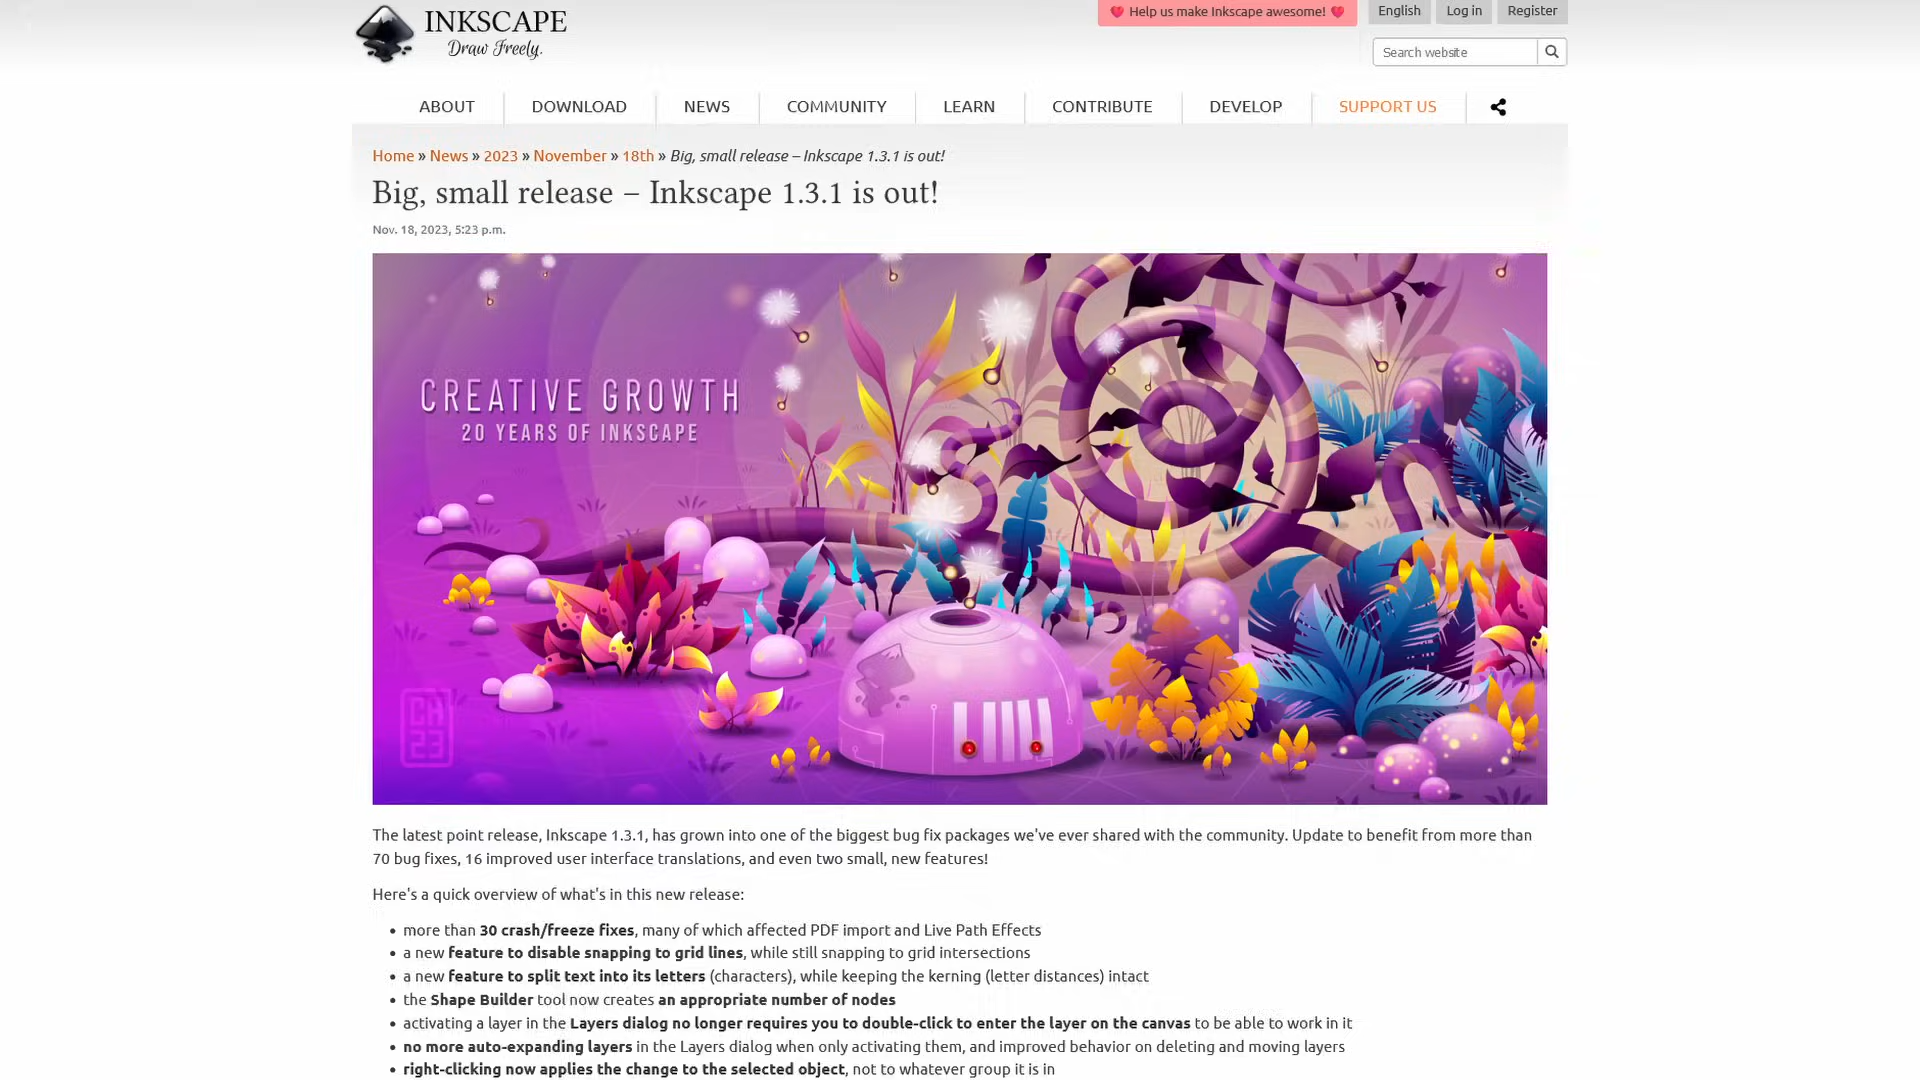 INKSCAPE
Draw Freely.
Help us make Inkscape awesome!
English
Log in
Register
Search website
ABOUT
DOWNLOAD
NEWS
COMMUNITY
LEARN
CONTRIBUTE
DEVELOP
SUPPORT US
Home » News » 2023 » November » 18th » Big, small release – Inkscape 1.3.1 is out!
Big, small release – Inkscape 1.3.1 is out!
Nov. 18, 2023, 5:23 p.m.
CREATIVE GROWTH
20 YEARS OF INKSCAPE
CH
23
The latest point release, Inkscape 1.3.1, has grown into one of the biggest bug fix packages we've ever shared with the community. Update to benefit from more than
70 bug fixes, 16 improved user interface translations, and even two small, new features!
Here's a quick overview of what's in this new release:
• more than 30 crash/freeze fixes, many of which affected PDF import and Live Path Effects
• a new feature to disable snapping to grid lines, while still snapping to grid intersections
• a new feature to split text into its letters (characters), while keeping the kerning (letter distances) intact
• the Shape Builder tool now creates an appropriate number of nodes
• activating a layer in the Layers dialog no longer requires you to double-click to enter the layer on the canvas to be able to work in it
• no more auto-expanding layers in the Layers dialog when only activating them, and improved behavior on deleting and moving layers
• right-clicking now applies the change to the selected object, not to whatever group it is in